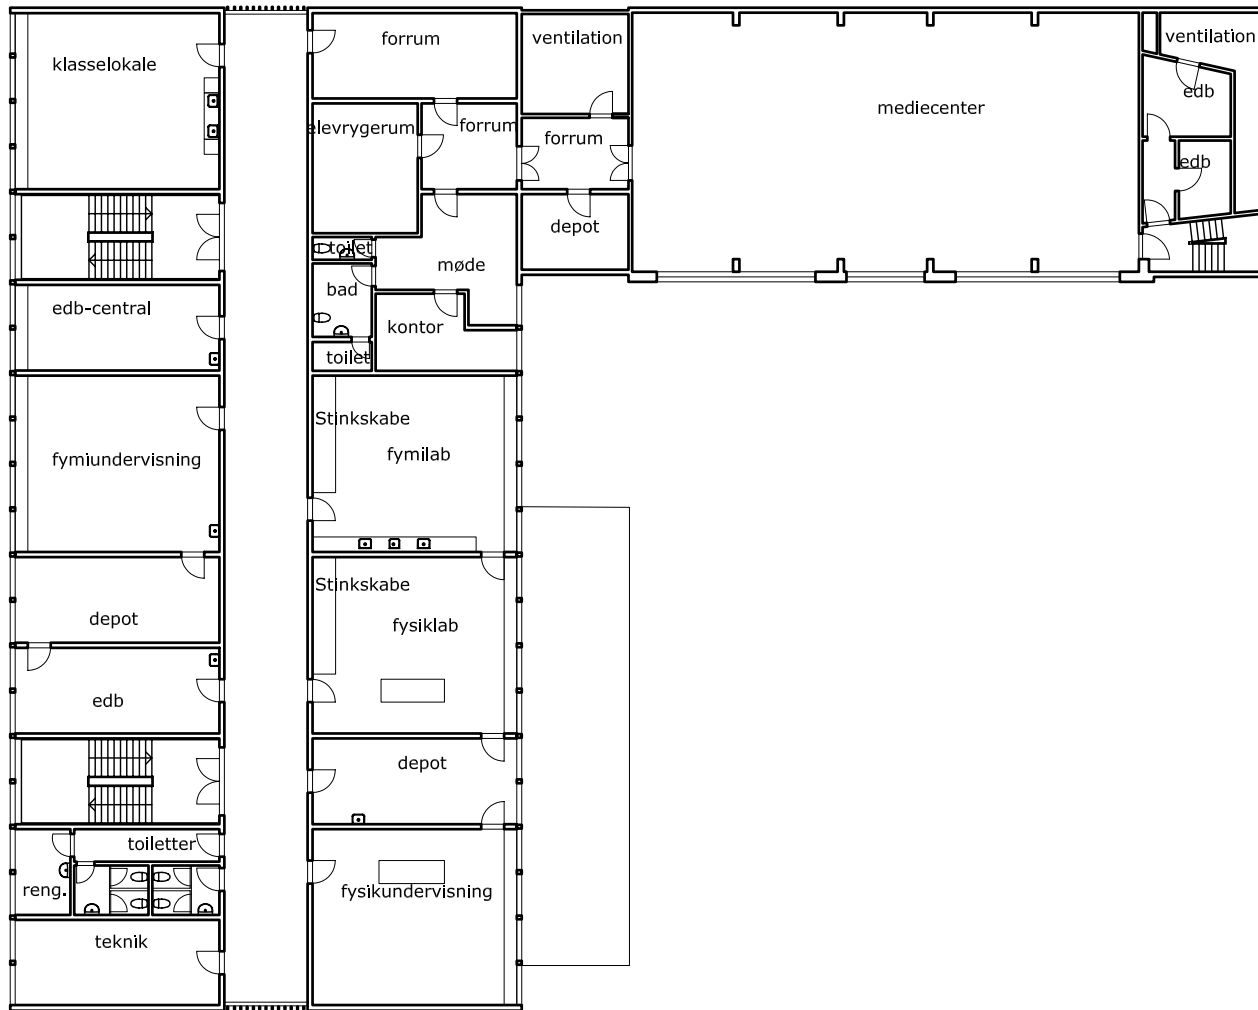 forrum
ventilation
ventilation
klasselokale
edb
mediecenter
elevrygerum
forrum
forrum
edb
depot
toilet
møde
bad
edb-central
kontor
toilet
Stinkskabe
fymilab
fymiundervisning
Stinkskabe
depot
fysiklab
edb
depot
toiletter
reng.
fysikundervisning
teknik